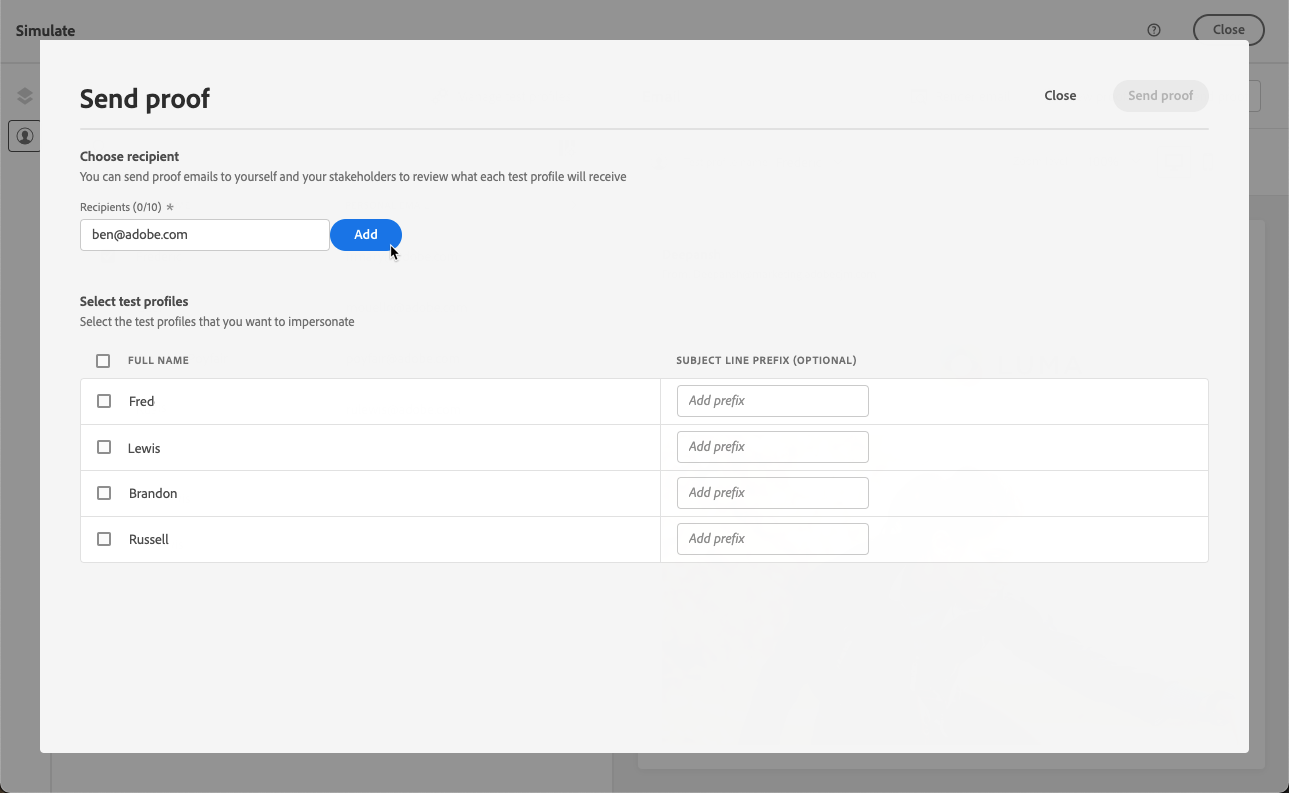 Simulate
Close
Send proof
Close
Send proof
Choose recipient
You can send proof emails to yourself and your stakeholders to review what each test profile will receive
Recipients (0/10) *
ben@adobe.com
Add
Select test profiles
Select the test profiles that you want to impersonate
FULL NAME
SUBJECT LINE PREFIX (OPTIONAL)
Fred
Add prefix
Lewis
Add prefix
Brandon
Add prefix
Russell
Add prefix